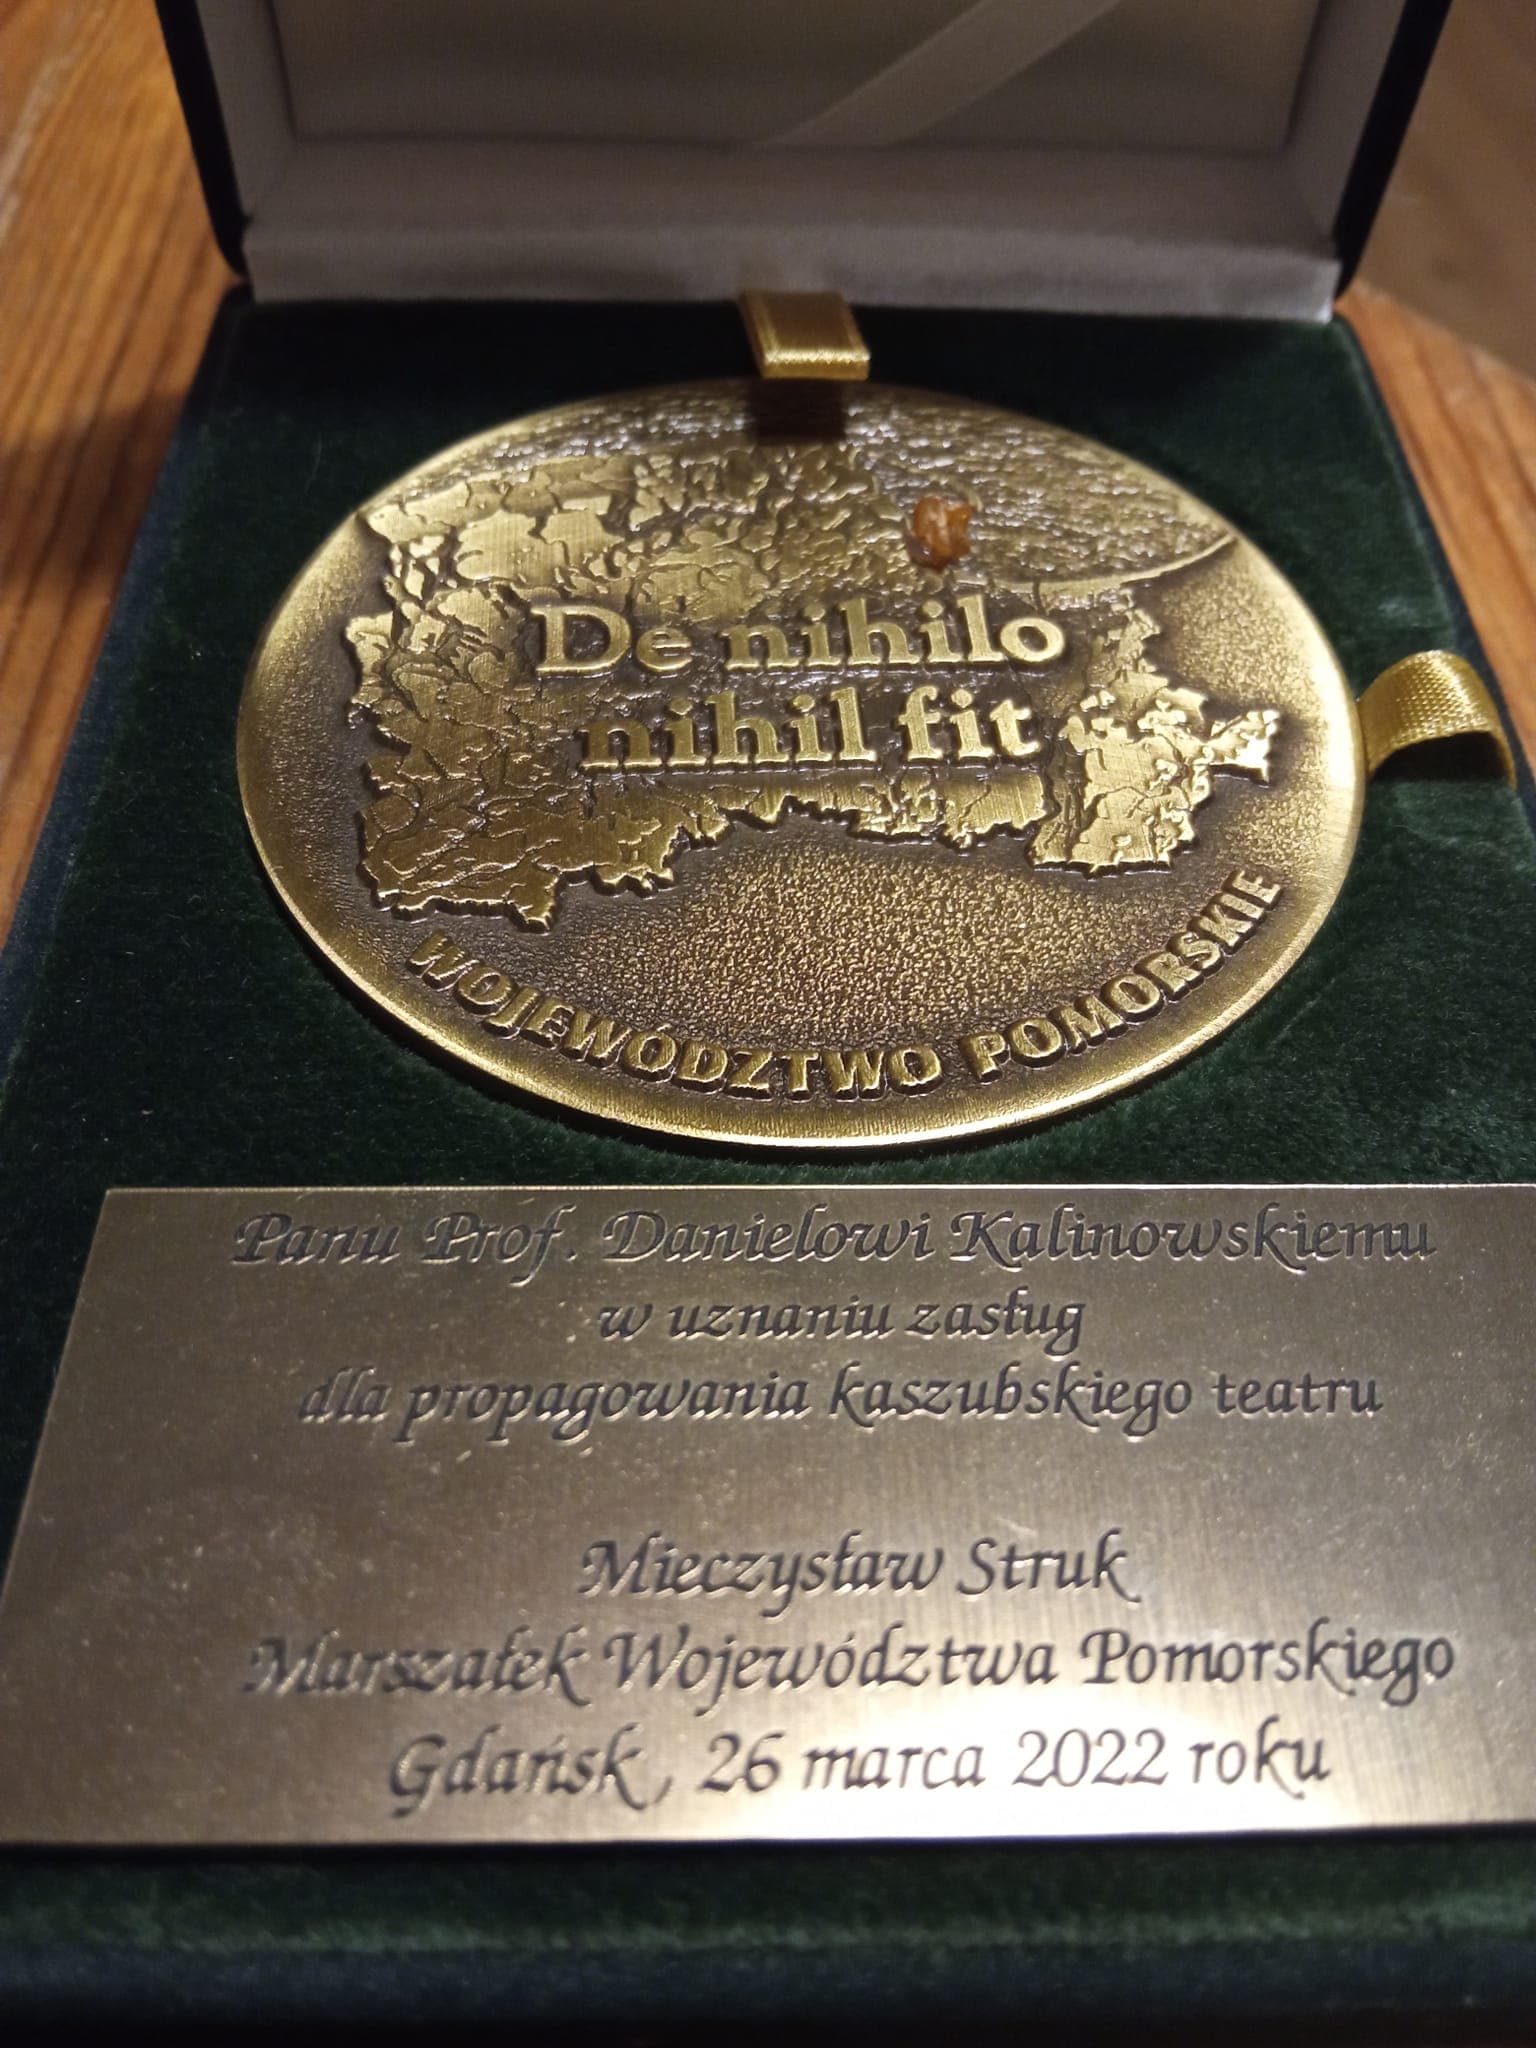 De nihilo
nihil fit
WOJEWÓDZTWO POMORSKIE
Panu Prof. Danielowi Kalinowskiemu
w uznaniu zasług
dla propagowania kaszubskiego teatru
Mieczysław Struk
Marszałek Województwa Pomorskiego
Gdańsk, 26 marca 2022 roku